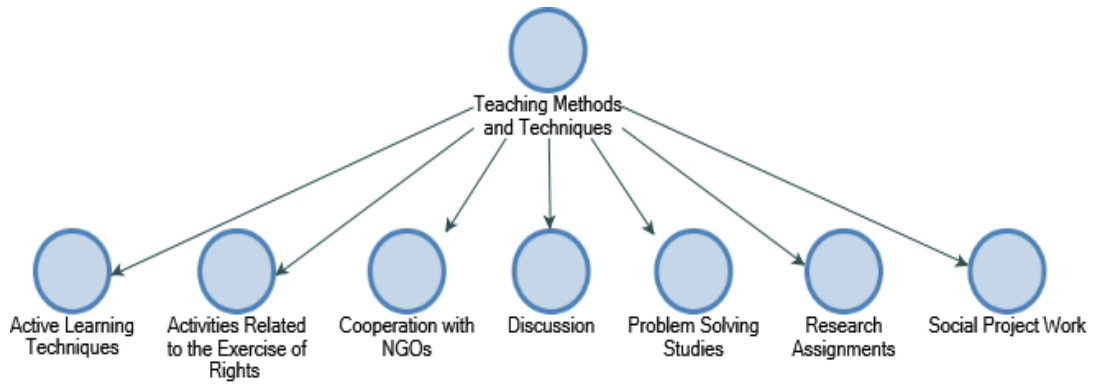 Teaching Methods
and Techniques
Active Learning
Techniques
Activities Related
to the Exercise of
Rights
Cooperation with
NGOs
Discussion
Problem Solving
Studies
Research
Assignments
Social Project Work